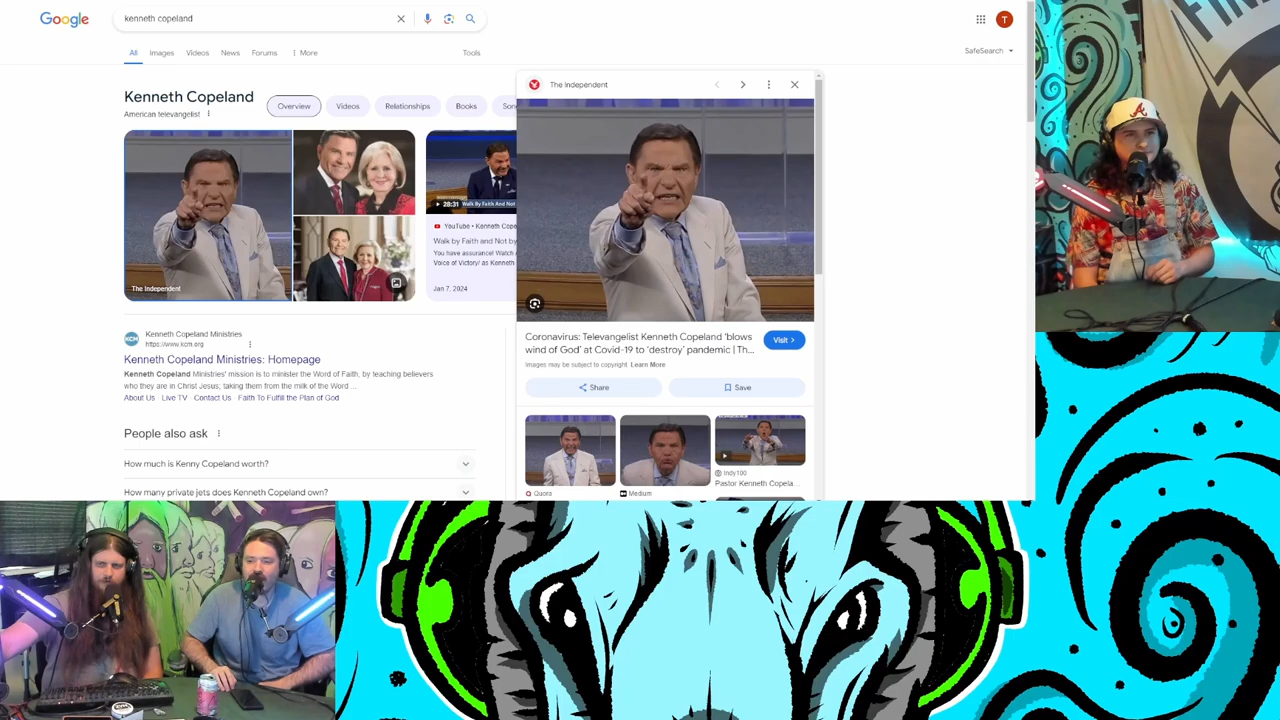 Google
kenneth copeland
All Images Videos News Forums More
Tools
SafeSearch
T
Kenneth Copeland
American televangelist
Overview Videos Relationships Books
The Independent
28:31 Walk By Faith And Not
YouTube • Kenneth Cope
Walk by Faith and Not by
You have assurance! Watch
Voice of Victory! as Kenneth
Jan 7, 2024
The Independent
Coronavirus: Televangelist Kenneth Copeland 'blows
wind of God' at Covid-19 to 'destroy' pandemic | Th...
Visit
Images may be subject to copyright. Learn More
Share
Save
Quora
Medium
Indy100
Pastor Kenneth Copela...
KCM
Kenneth Copeland Ministries
https://www.kcm.org
Kenneth Copeland Ministries: Homepage
Kenneth Copeland Ministries' mission is to minister the Word of Faith, by teaching believers
who they are in Christ Jesus; taking them from the milk of the Word ...
About Us · Live TV · Contact Us · Faith To Fulfill the Plan of God
People also ask
How much is Kenny Copeland worth?
How many private jets does Kenneth Copeland own?